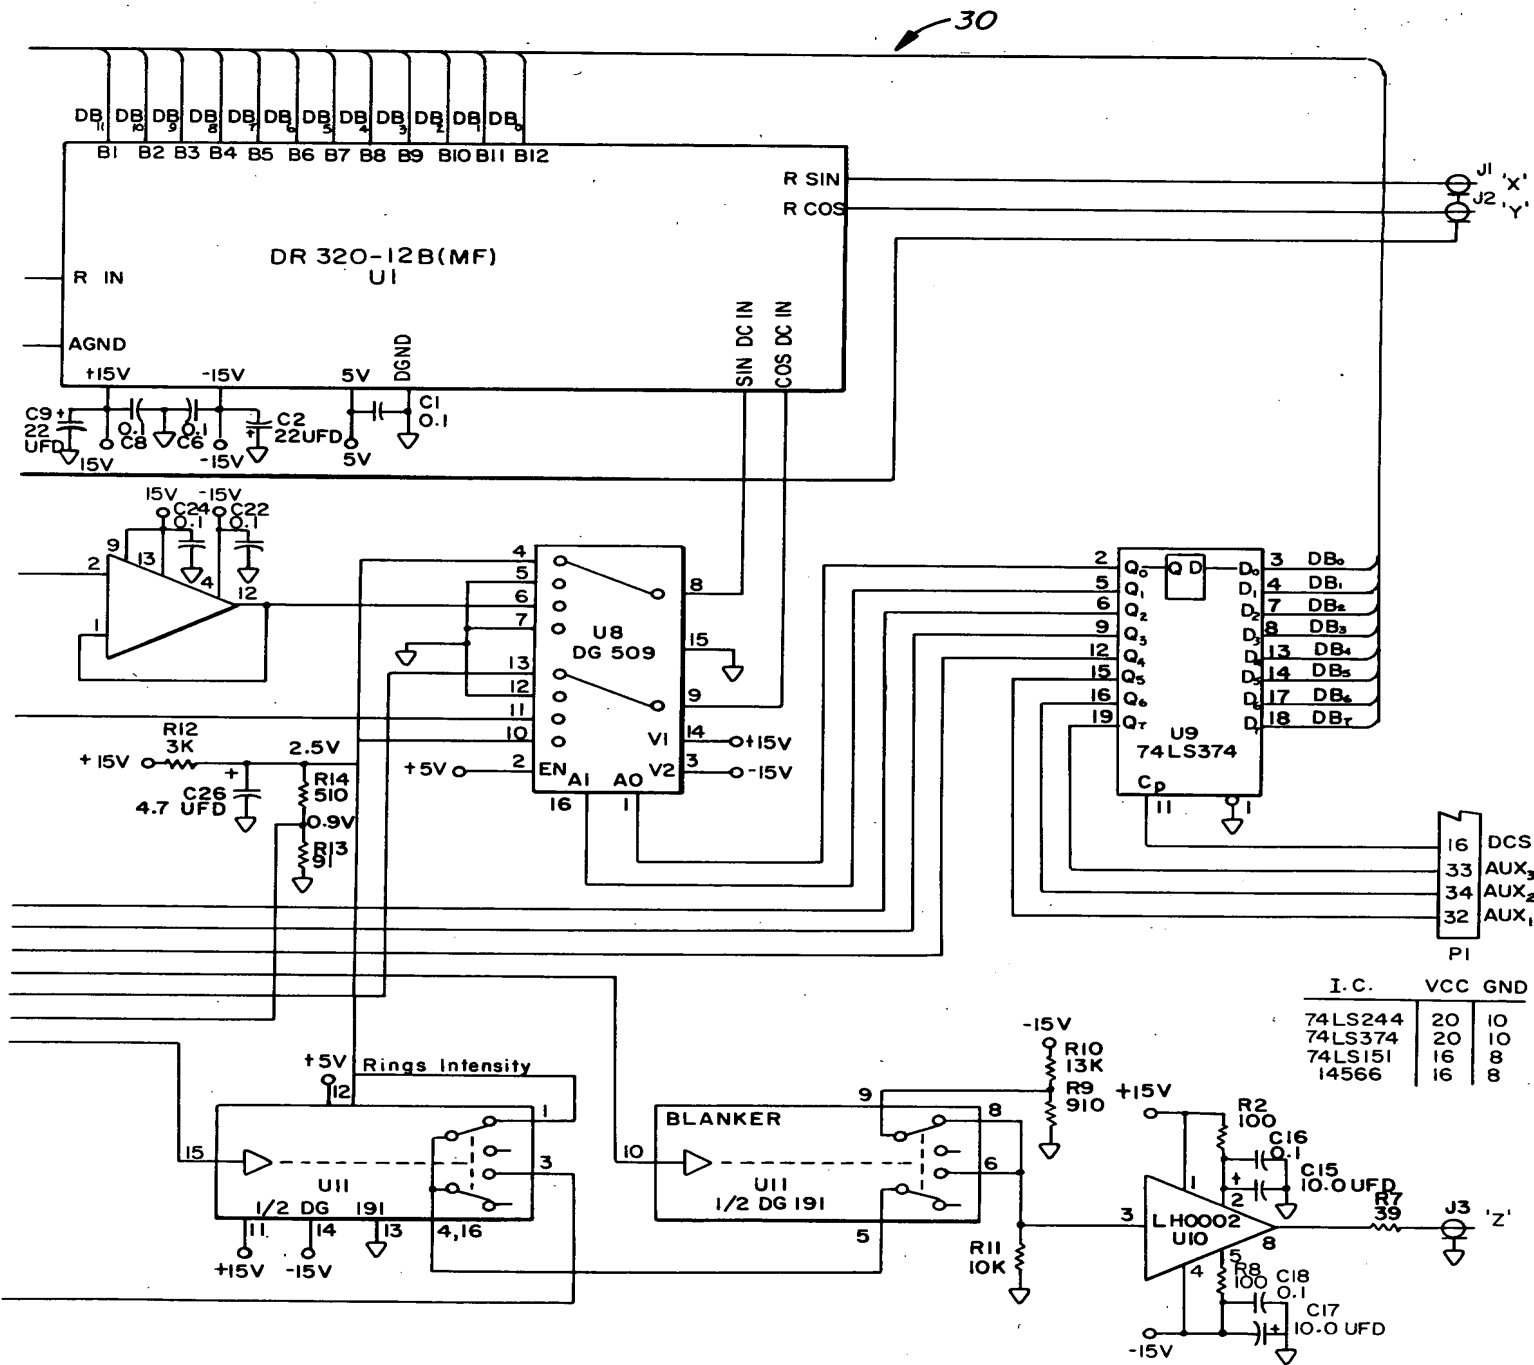 30
DB11 DB10 DB9 DB8 DB7 DB6 DB5 DB4 DB3 DB2 DB1 DB0
B1 B2 B3 B4 B5 B6 B7 B8 B9 B10 B11 B12
R SIN
R COS
J1 'X'
J2 'Y'
DR 320-12B(MF)
U1
R IN
AGND
+15V -15V 5V DGND
SIN DC IN
COS DC IN
C9 +
22
UFD
0.1
C8
0.1
C6
+
C2
22UFD
C1
0.1
15V -15V 5V
15V -15V
C24
0.1
C22
0.1
2
9
13
4
12
1
4
5
6
7
13
12
11
10
2
8
15
9
14
3
U8
DG 509
V1
V2
EN A1 A0
16 1
+15V
-15V
+5V
R12
3K
+15V
2.5V
+
C26
4.7 UFD
R14
510
0.9V
R13
91
2 Q0 Q D D0 3 DB0
5 Q1 D1 4 DB1
6 Q2 D2 7 DB2
9 Q3 D3 8 DB3
12 Q4 D4 13 DB4
15 Q5 D5 14 DB5
16 Q6 D6 17 DB6
19 Q7 D7 18 DB7
U9
74LS374
Cp
11 1
16 DCS
33 AUX3
34 AUX2
32 AUX1
P1
I.C. VCC GND
74LS244 20 10
74LS374 20 10
74LS151 16 8
14566 16 8
+5V
12
Rings Intensity
15
1
3
U11
1/2 DG 191
11 14 13 4,16
+15V -15V
BLANKER
9
8
10
6
U11
1/2 DG 191
5
-15V
R10
13K
R9
910
R11
10K
+15V
R2
100
C16
0.1
+
C15
10.0 UFD
1
2
3
LH0002
U10
8
4
5
R7
39
J3 'Z'
R8
100
C18
0.1
C17
+
10.0 UFD
-15V